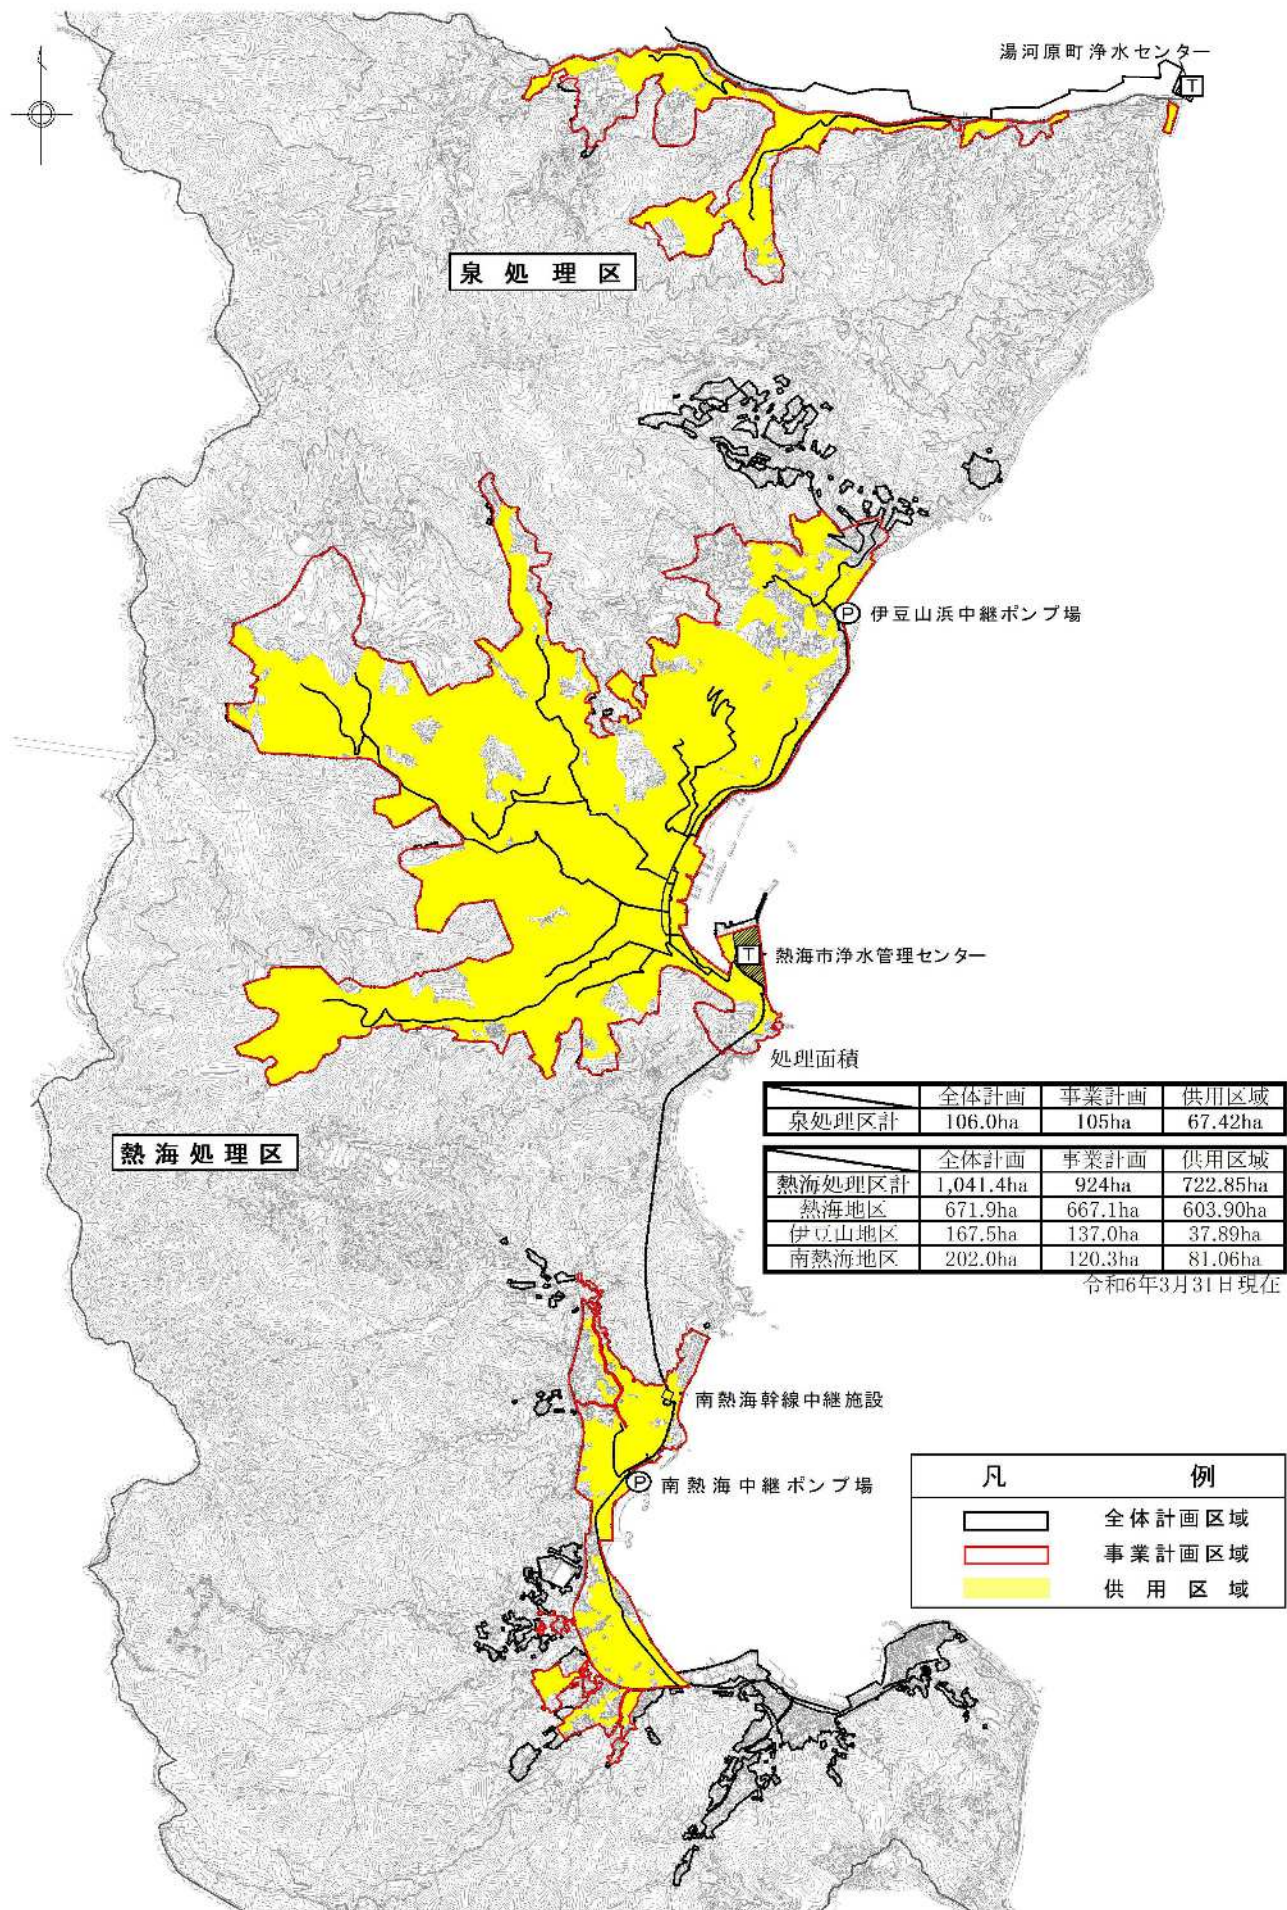 湯河原町浄水センター
T
泉処理区
P 伊豆山浜中継ポンプ場
T 熱海市浄水管理センター
処理面積
全体計画 事業計画 供用区域
泉処理区計 106.0ha 105ha 67.42ha
熱海処理区
全体計画 事業計画 供用区域
熱海処理区計 1,041.4ha 924ha 722.85ha
熱海地区 671.9ha 667.1ha 603.90ha
伊豆山地区 167.5ha 137.0ha 37.89ha
南熱海地区 202.0ha 120.3ha 81.06ha
令和6年3月31日現在
南熱海幹線中継施設
P 南熱海中継ポンプ場
凡例
全体計画区域
事業計画区域
供用区域